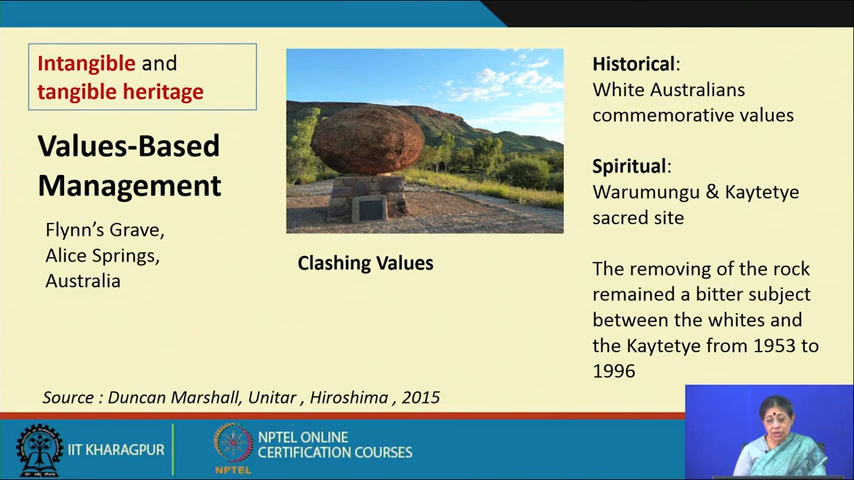 Intangible and
tangible heritage
Values-Based
Management
Flynn's Grave,
Alice Springs,
Australia
Clashing Values
Historical:
White Australians
commemorative values
Spiritual:
Warumungu & Kaytetye
sacred site
The removing of the rock
remained a bitter subject
between the whites and
the Kaytetye from 1953 to
1996
Source : Duncan Marshall, Unitar , Hiroshima , 2015
IIT KHARAGPUR
NPTEL
NPTEL ONLINE
CERTIFICATION COURSES